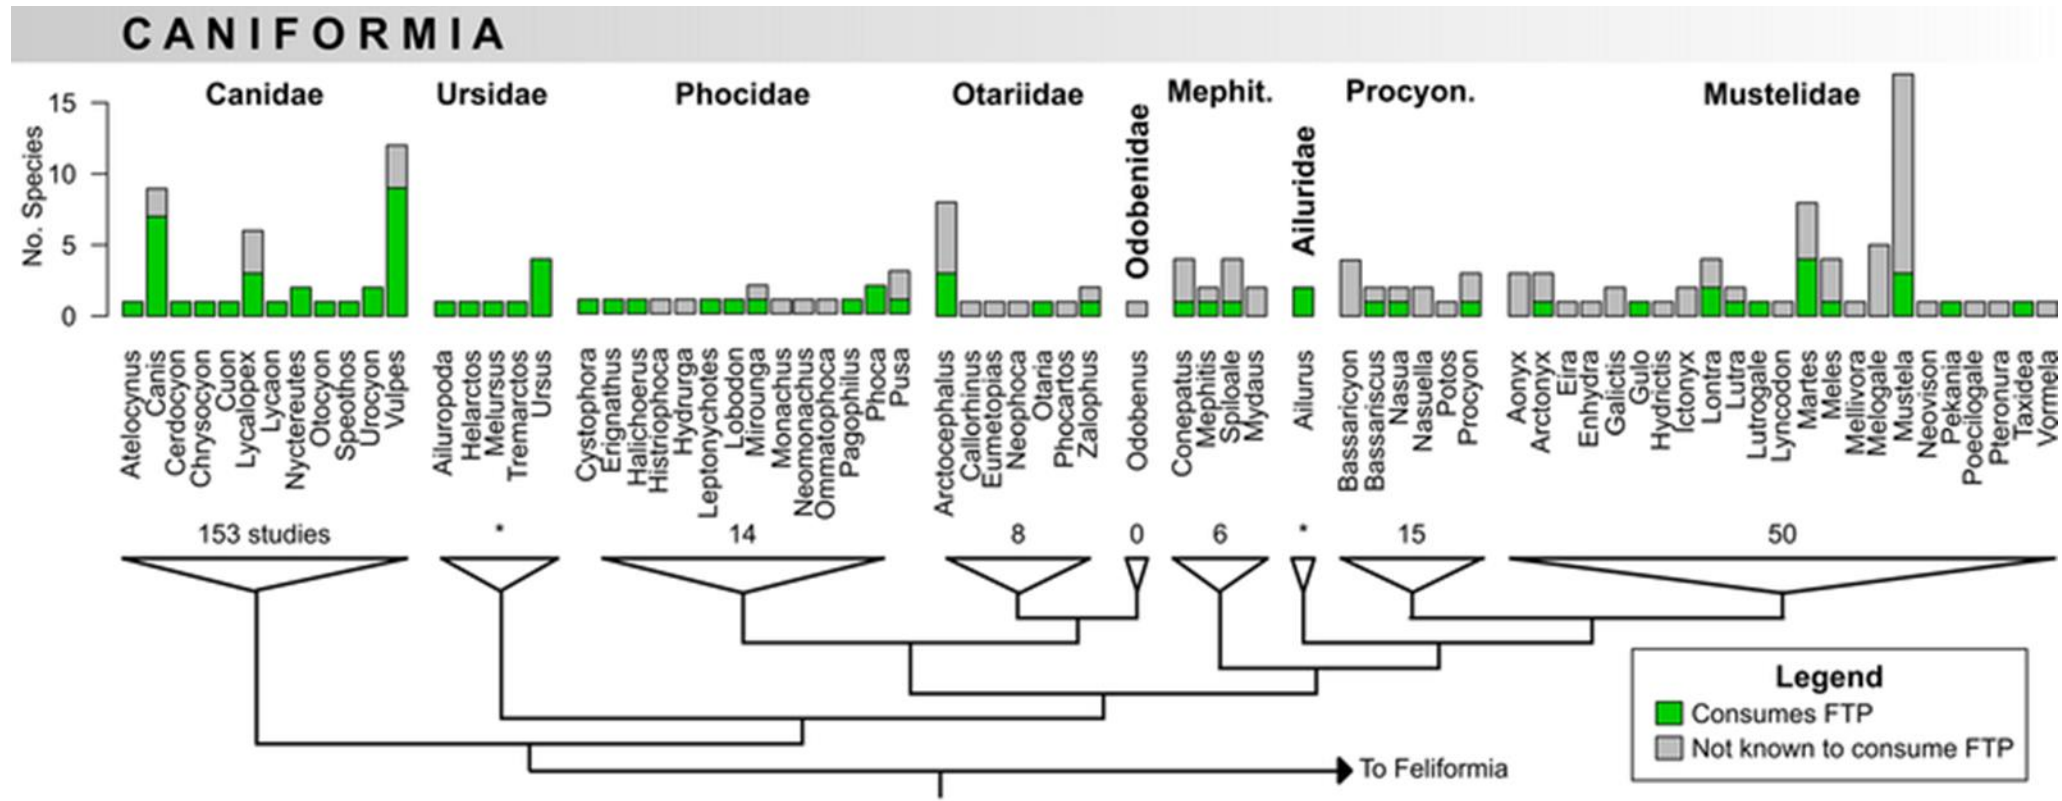 CANIFORMIA
Canidae
Ursidae
Phocidae
Otariidae
Odobenidae
Mephit.
Ailuridae
Procyon.
Mustelidae
No. Species
15
10
5
0
Atelocynus
Canis
Cerdocyon
Chrysocyon
Cuon
Lycalopex
Lycaon
Nyctereutes
Otocyon
Speothos
Urocyon
Vulpes
Ailuropoda
Helarctos
Melursus
Tremarctos
Ursus
Cystophora
Erignathus
Halichoerus
Histriophoca
Hydrurga
Leptonychotes
Lobodon
Mirounga
Monachus
Neomonachus
Ommatophoca
Pagophilus
Phoca
Pusa
Arctocephalus
Callorhinus
Eumetopias
Neophoca
Otaria
Phocartos
Zalophus
Odobenus
Conepatus
Mephitis
Spiloale
Mydaus
Ailurus
Bassaricyon
Bassariscus
Nasua
Nasuella
Potos
Procyon
Aonyx
Arctonyx
Eira
Enhydra
Galictis
Gulo
Hydrictis
Ictonyx
Lontra
Lutra
Lutrogale
Lyncodon
Martes
Meles
Mellivora
Melogale
Mustela
Neovison
Pekania
Poecilogale
Pteronura
Taxidea
Vormela
153 studies
*
14
8
0
6
*
15
50
Legend
Consumes FTP
Not known to consume FTP
To Feliformia